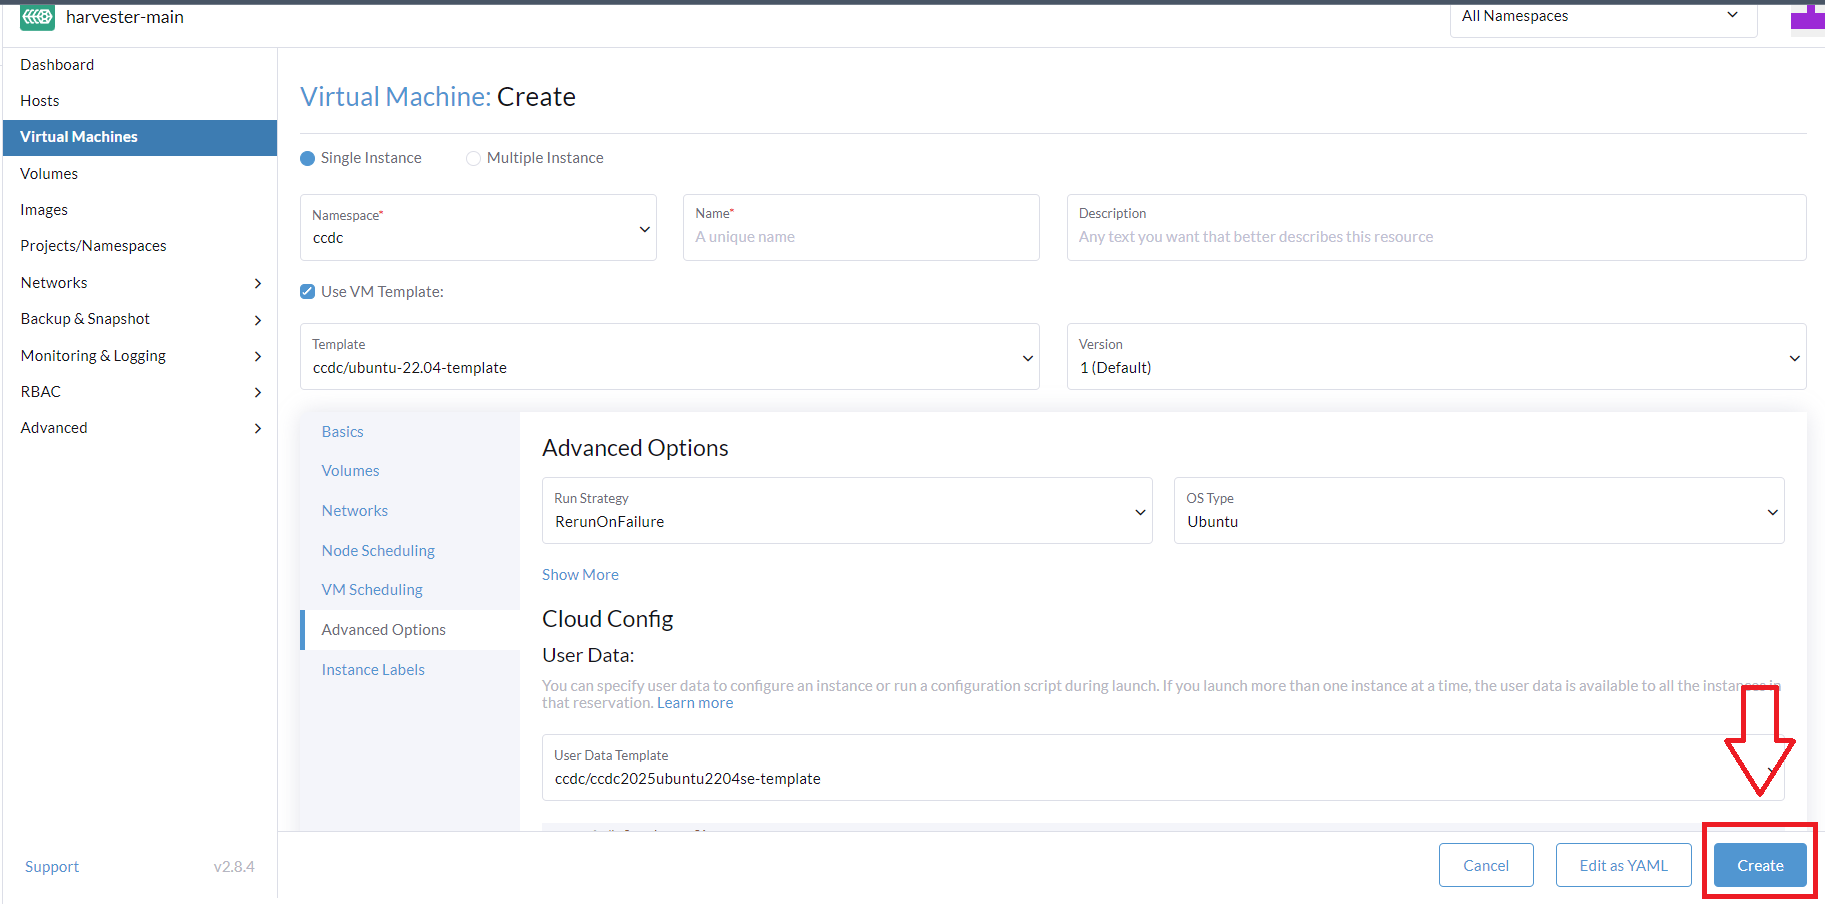 harvester-main
All Namespaces
Dashboard
Hosts
Virtual Machines
Volumes
Images
Projects/Namespaces
Networks
Backup & Snapshot
Monitoring & Logging
RBAC
Advanced
Support
v2.8.4
Virtual Machine: Create
Single Instance
Multiple Instance
Namespace*
ccdc
Name*
A unique name
Description
Any text you want that better describes this resource
Use VM Template:
Template
ccdc/ubuntu-22.04-template
Version
1 (Default)
Basics
Volumes
Networks
Node Scheduling
VM Scheduling
Advanced Options
Instance Labels
Advanced Options
Run Strategy
RerunOnFailure
OS Type
Ubuntu
Show More
Cloud Config
User Data:
You can specify user data to configure an instance or run a configuration script during launch. If you launch more than one instance at a time, the user data is available to all the instances in
that reservation. Learn more
User Data Template
ccdc/ccdc2025ubuntu2204se-template
Cancel
Edit as YAML
Create